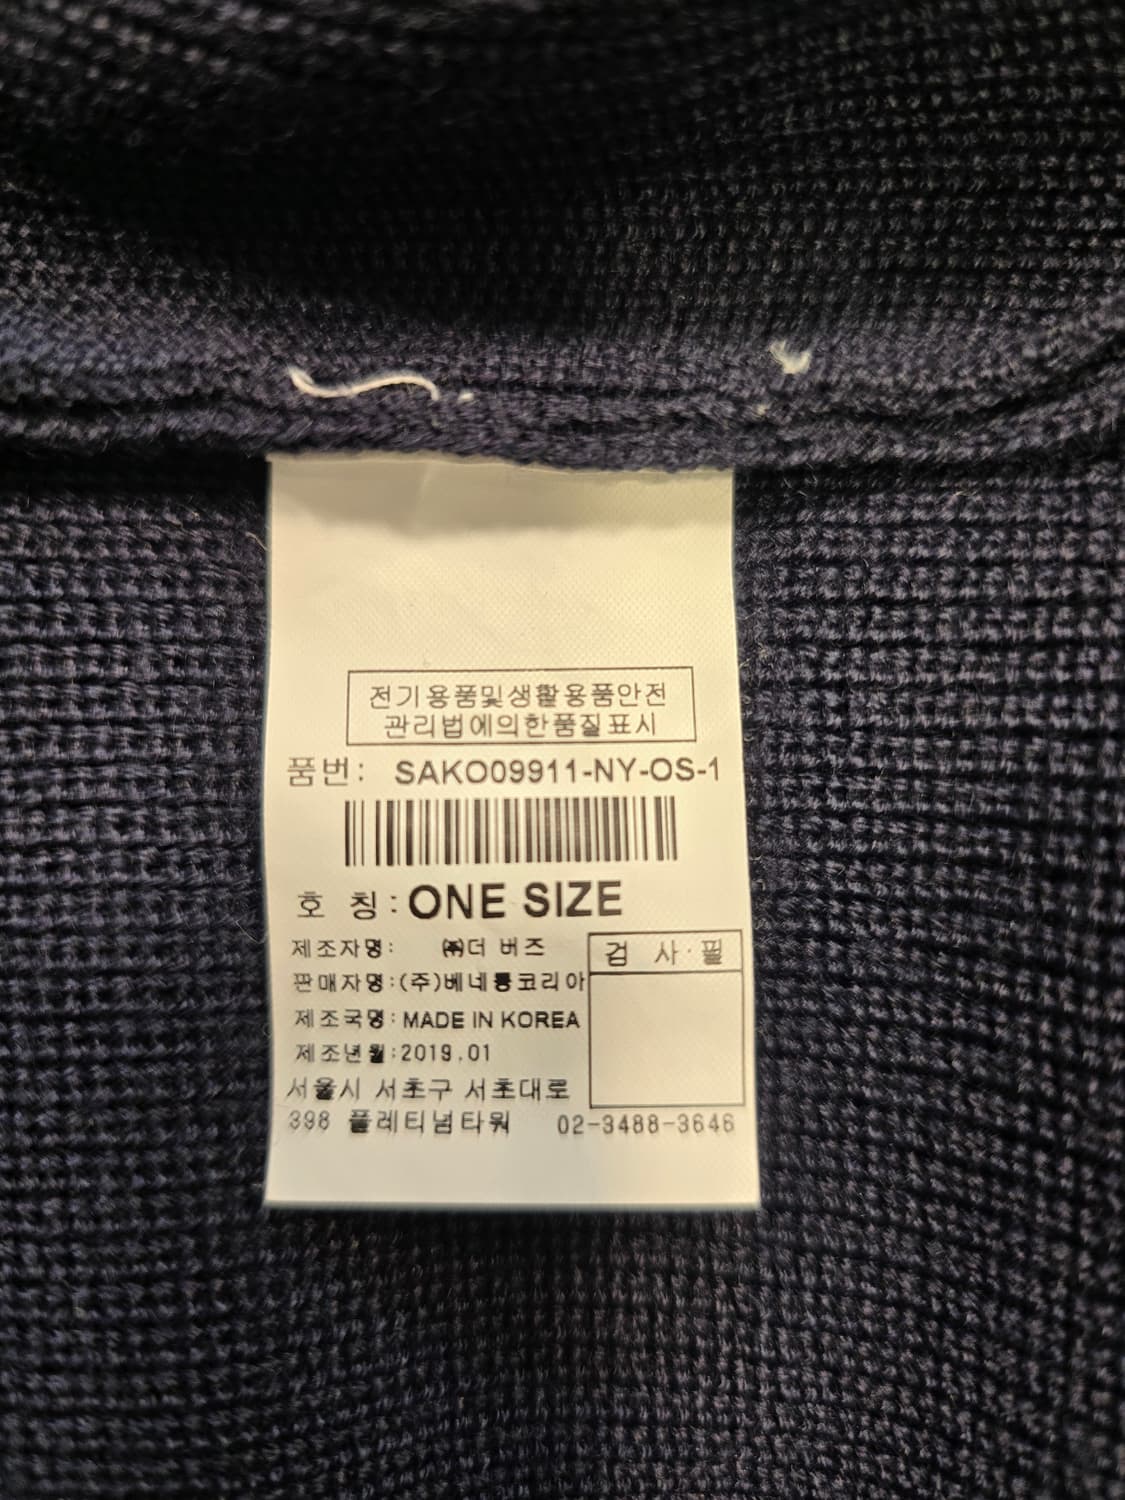 전기용품및생활용품안전
관리법에의한품질표시
품번: SAKO09911-NY-OS-1
호 칭:ONE SIZE
제조자명: ㈜더 버즈
판매자명:(주)베네통코리아
검 사·필
제조국명: MADE IN KOREA
제조년월:2019.01
서울시 서초구 서초대로
398 플레티넘타워 02-3488-3646